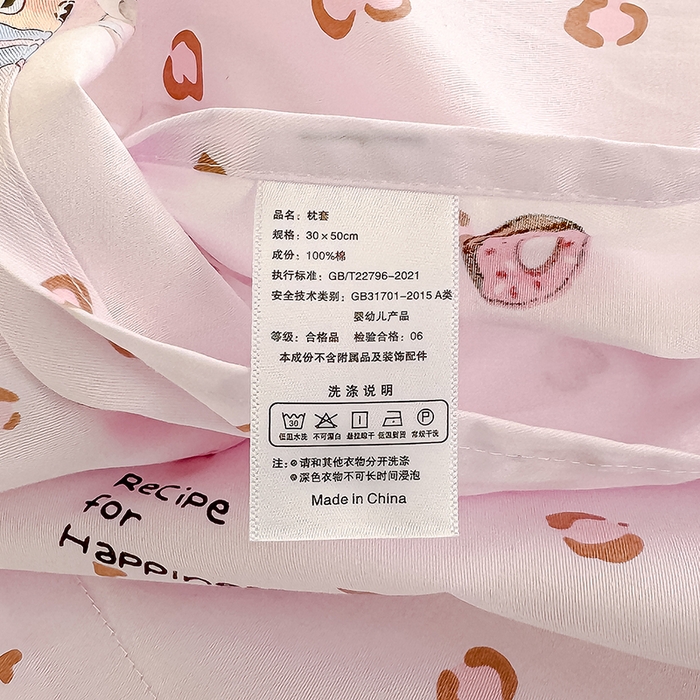 品名：枕套
规格：30×50cm
成份：100%棉
执行标准：GB/T22796-2021
安全技术类别：GB31701-2015 A类
婴幼儿产品
等级：合格品 检验合格：06
本成份不含附属品及装饰配件
洗涤说明
30 P
低温水洗 不可漂白 悬挂晾干 低温熨烫 常规干洗
注：⊙请和其他衣物分开洗涤
⊙深色衣物不可长时间浸泡
Made in China
Recipe
for